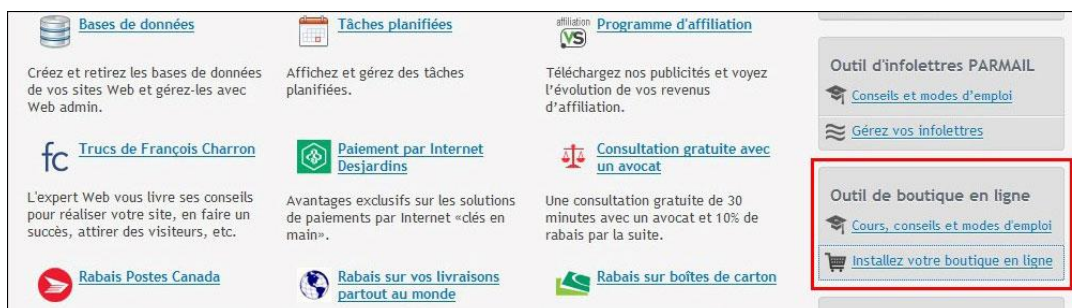 Bases de données
Créez et retirez les bases de données
de vos sites Web et gérez-les avec
Web admin.
Tâches planifiées
Affichez et gérez des tâches
planifiées.
affiliation
VS
Programme d'affiliation
Téléchargez nos publicités et voyez
l'évolution de vos revenus
d'affiliation.
fc
Trucs de François Charron
L'expert Web vous livre ses conseils
pour réaliser votre site, en faire un
succès, attirer des visiteurs, etc.
Paiement par Internet
Desjardins
Avantages exclusifs sur les solutions
de paiements par Internet «clés en
main».
Consultation gratuite avec
un avocat
Une consultation gratuite de 30
minutes avec un avocat et 10% de
rabais par la suite.
Rabais Postes Canada
Rabais sur vos livraisons
partout au monde
Rabais sur boîtes de carton
Outil d'infolettres PARMAIL
Conseils et modes d'emploi
Gérez vos infolettres
Outil de boutique en ligne
Cours, conseils et modes d'emploi
Installez votre boutique en ligne